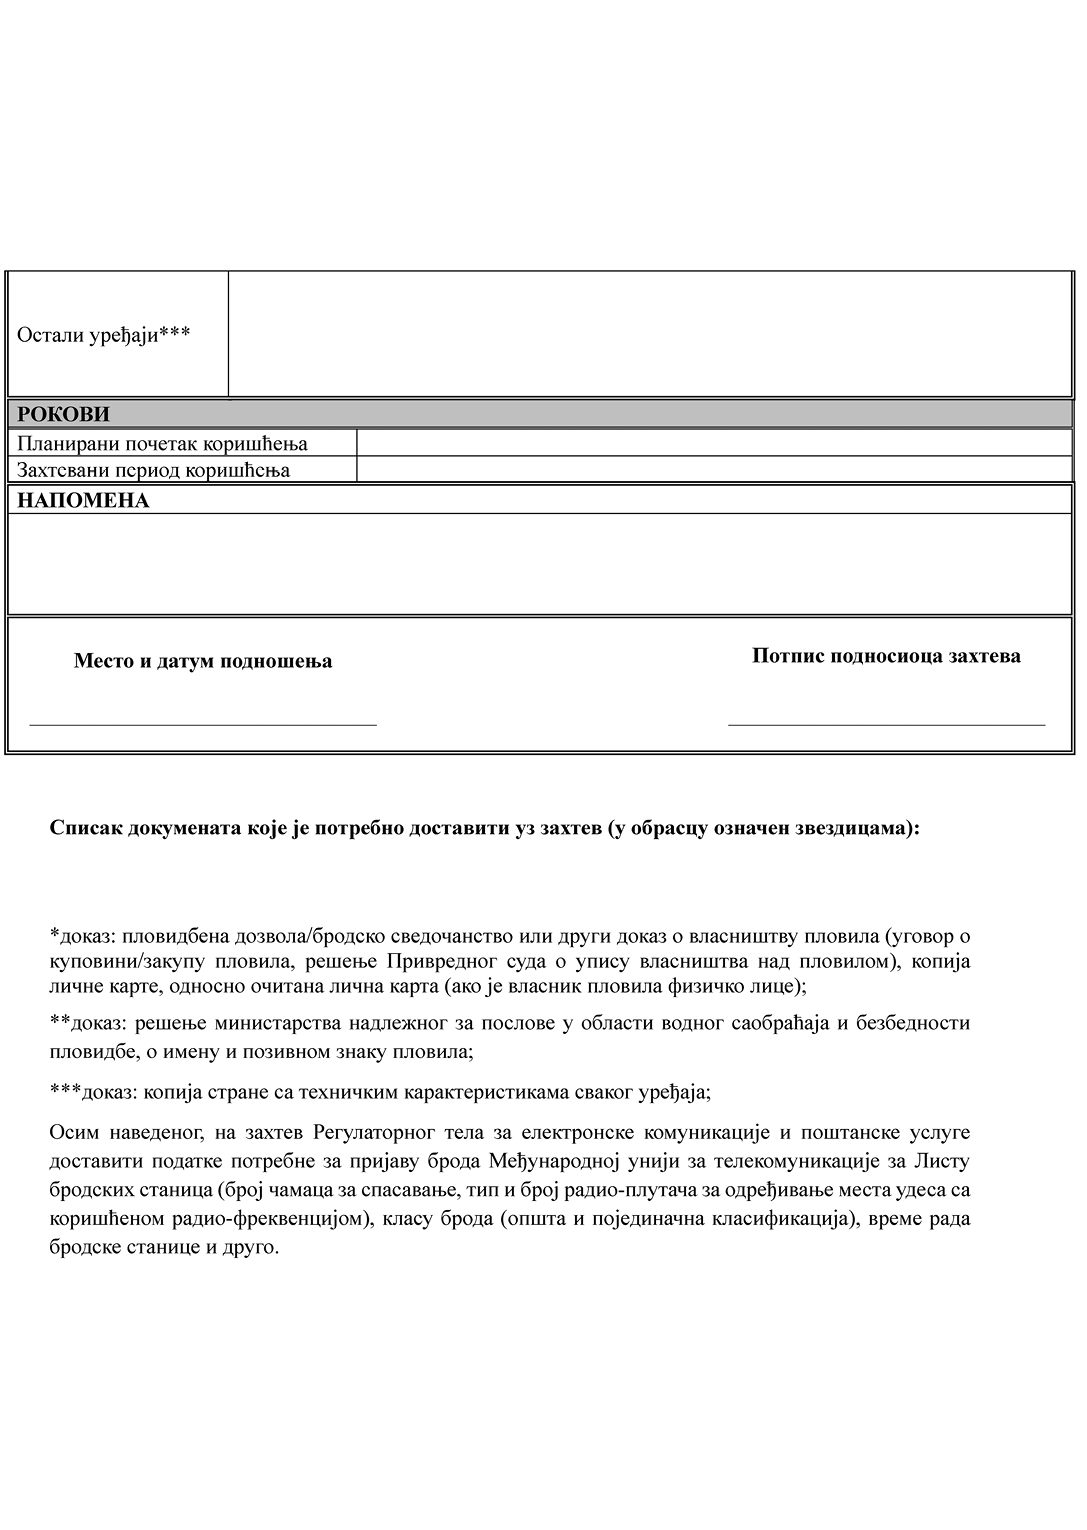 Остали уређаји***
РОКОВИ
Планирани почетак коришћења
Захтевани период коришћења
НАПОМЕНА
Место и датум подношења
Потпис подносиоца захтева
Списак докумената које је потребно доставити уз захтев (у обрасцу означен звездицама):
*доказ: пловидбена дозвола/бродско сведочанство или други доказ о власништву пловила (уговор о
куповини/закупу пловила, решење Привредног суда о упису власништва над пловилом), копија
личне карте, односно очитана лична карта (ако је власник пловила физичко лице);
**доказ: решење министарства надлежног за послове у области водног саобраћаја и безбедности
пловидбе, о имену и позивном знаку пловила;
***доказ: копија стране са техничким карактеристикама сваког уређаја;
Осим наведеног, на захтев Регулаторног тела за електронске комуникације и поштанске услуге
доставити податке потребне за пријаву брода Међународној унији за телекомуникације за Листу
бродских станица (број чамаца за спасавање, тип и број радио-плутача за одређивање места удеса са
коришћеном радио-фреквенцијом), класу брода (општа и појединачна класификација), време рада
бродске станице и друго.